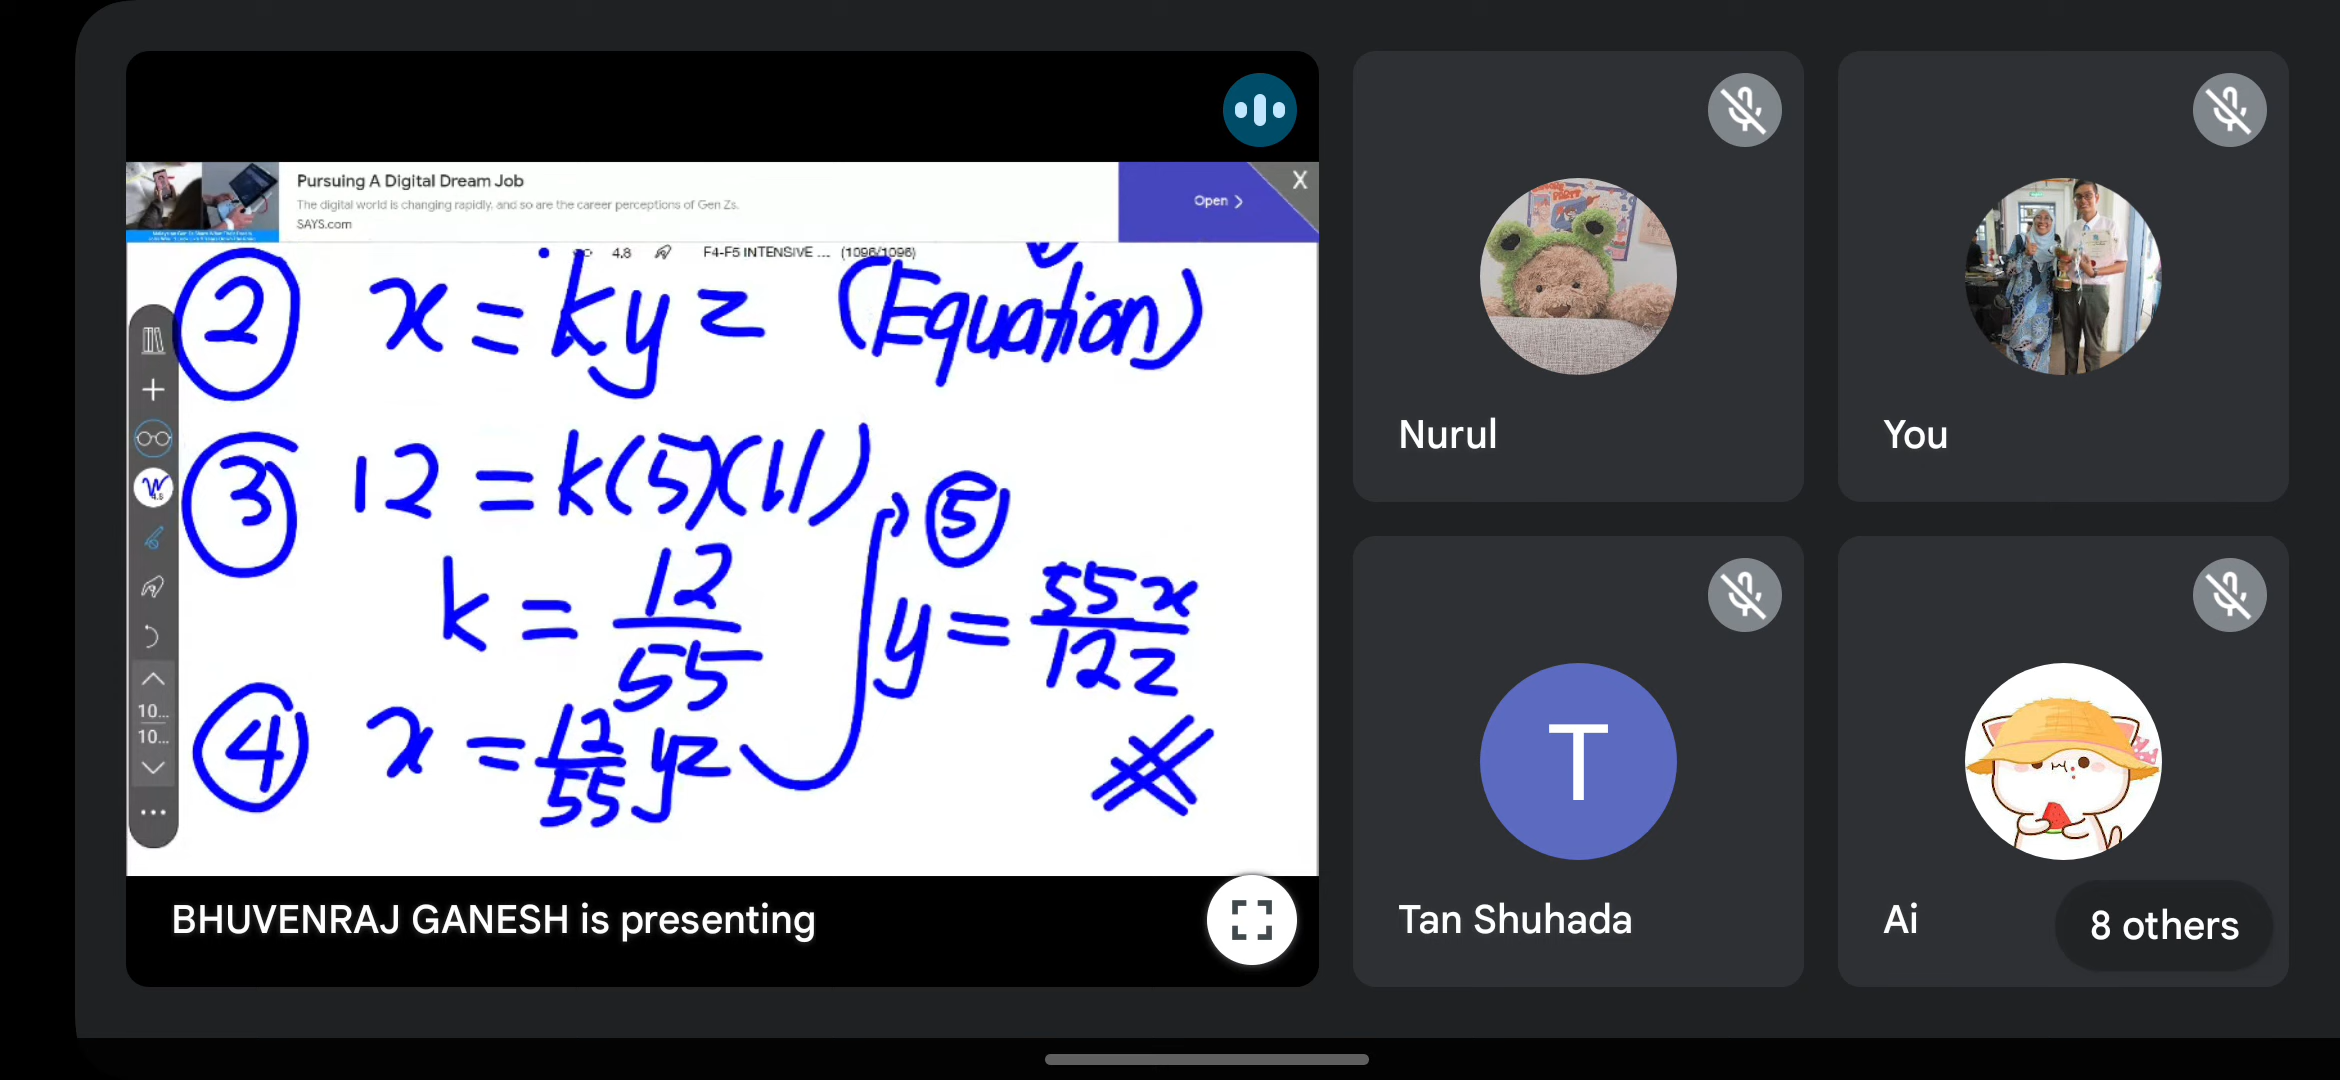 Pursuing A Digital Dream Job
The digital world is changing rapidly, and so are the career perceptions of Gen Zs.
SAYS.com
Open >
X
4.8 F4-F5 INTENSIVE ... (1096/1096)
② x = kyz (Equation)
③ 12 = k(5)(11)
k = 12/55
④ x = 12/55 yz
⑤
y = 55x/12z
4.8
10...
10...
BHUVENRAJ GANESH is presenting
Nurul
You
T
Tan Shuhada
Ai
8 others